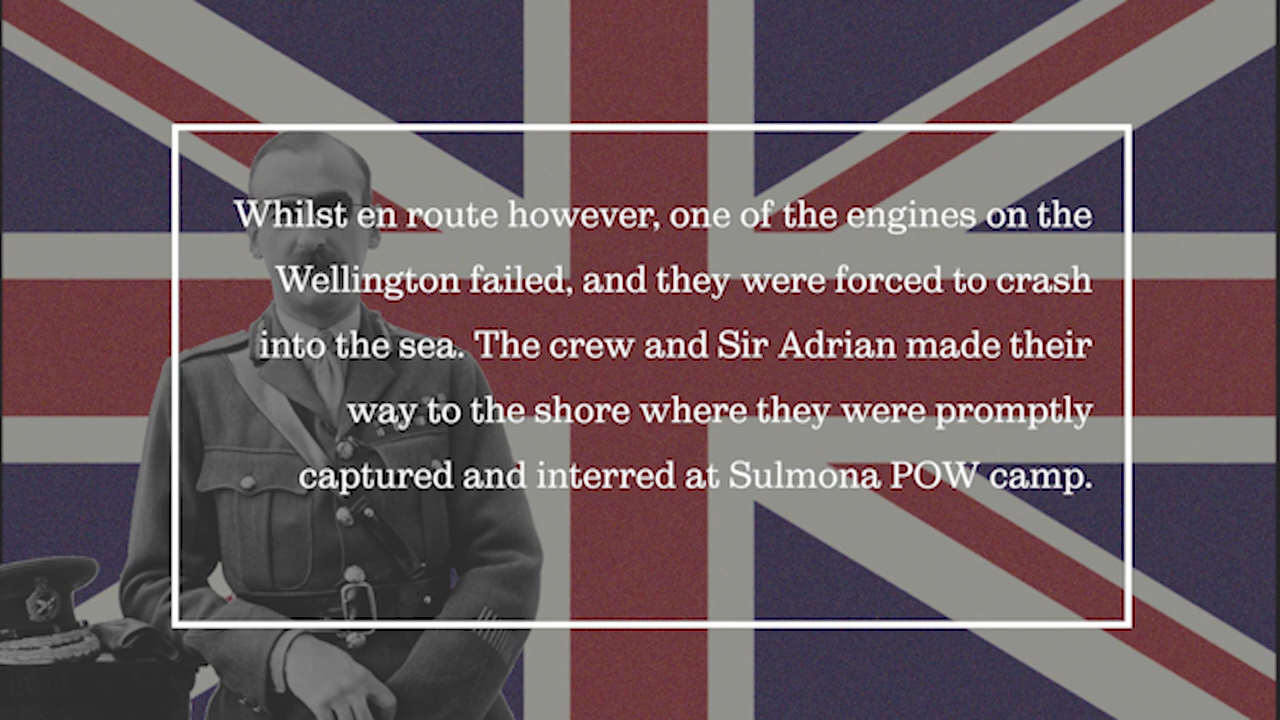 Whilst en route however, one of the engines on the
Wellington failed, and they were forced to crash
into the sea. The crew and Sir Adrian made their
way to the shore where they were promptly
captured and interred at Sulmona POW camp.